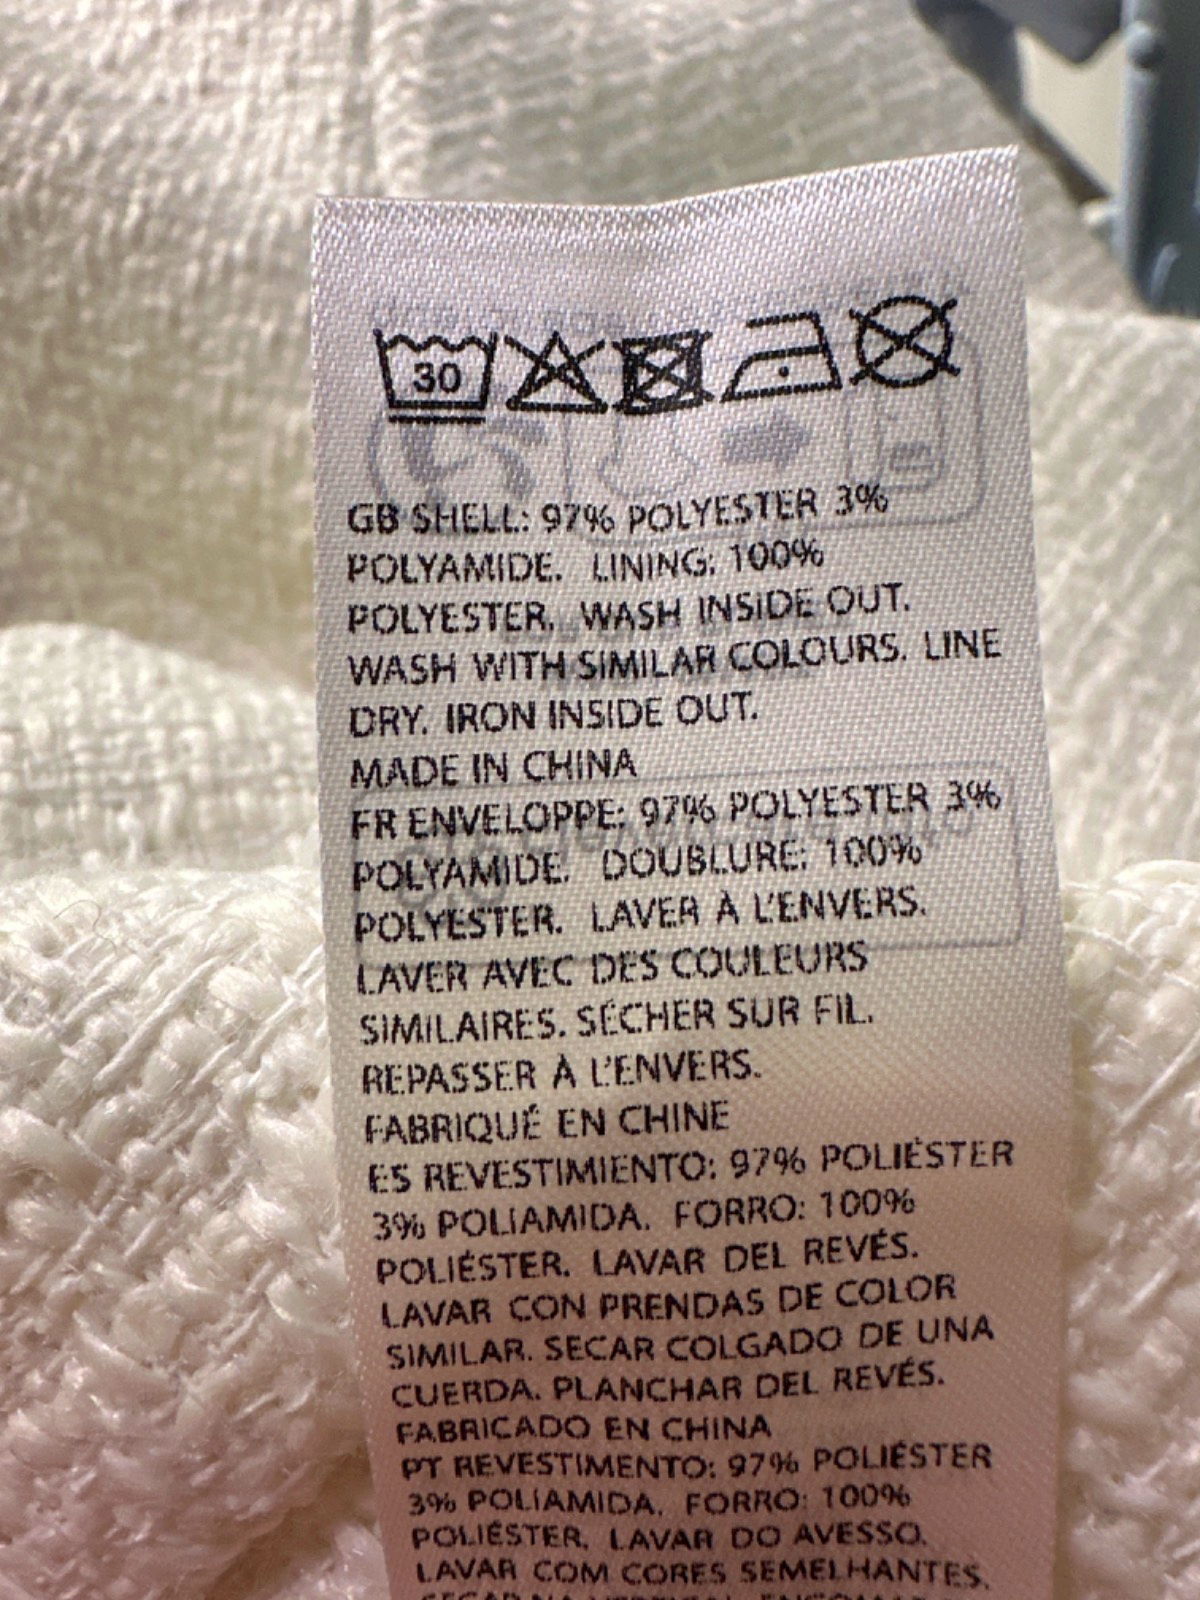 30
GB SHELL: 97% POLYESTER 3%
POLYAMIDE. LINING: 100%
POLYESTER. WASH INSIDE OUT.
WASH WITH SIMILAR COLOURS. LINE
DRY. IRON INSIDE OUT.
MADE IN CHINA
FR ENVELOPPE: 97% POLYESTER 3%
POLYAMIDE. DOUBLURE: 100%
POLYESTER. LAVER À L'ENVERS.
LAVER AVEC DES COULEURS
SIMILAIRES. SÉCHER SUR FIL.
REPASSER À L'ENVERS.
FABRIQUÉ EN CHINE
ES REVESTIMIENTO: 97% POLIÉSTER
3% POLIAMIDA. FORRO: 100%
POLIÉSTER. LAVAR DEL REVÉS.
LAVAR CON PRENDAS DE COLOR
SIMILAR. SECAR COLGADO DE UNA
CUERDA. PLANCHAR DEL REVÉS.
FABRICADO EN CHINA
PT REVESTIMENTO: 97% POLIÉSTER
3% POLIAMIDA. FORRO: 100%
POLIÉSTER. LAVAR DO AVESSO.
LAVAR COM CORES SEMELHANTES.